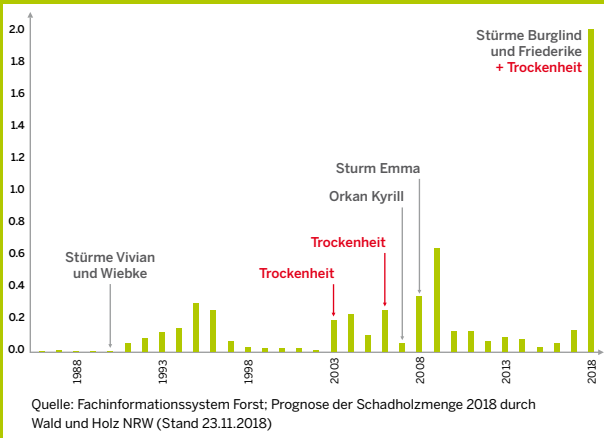 2.0
1.8
1.6
1.4
1.2
1.0
0.8
0.6
0.4
0.2
0.0
Stürme Burglind
und Friederike
+ Trockenheit
Sturm Emma
Orkan Kyrill
Trockenheit
Stürme Vivian
und Wiebke
Trockenheit
1988
1993
1998
2003
2008
2013
2018
Quelle: Fachinformationssystem Forst; Prognose der Schadholzmenge 2018 durch
Wald und Holz NRW (Stand 23.11.2018)